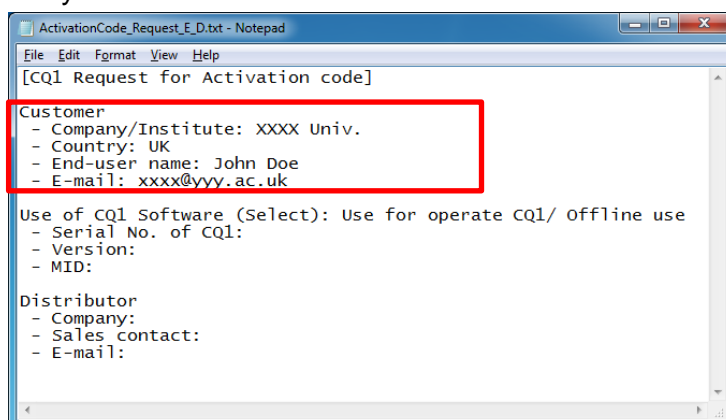 ActivationCode_Request_E_D.txt - Notepad
File Edit Format View Help
[CQ1 Request for Activation code]
Customer
- Company/Institute: XXXX Univ.
- Country: UK
- End-user name: John Doe
- E-mail: xxxx@yyy.ac.uk
Use of CQ1 Software (Select): Use for operate CQ1/ Offline use
- Serial No. of CQ1:
- Version:
- MID:
Distributor
- Company:
- Sales contact:
- E-mail: